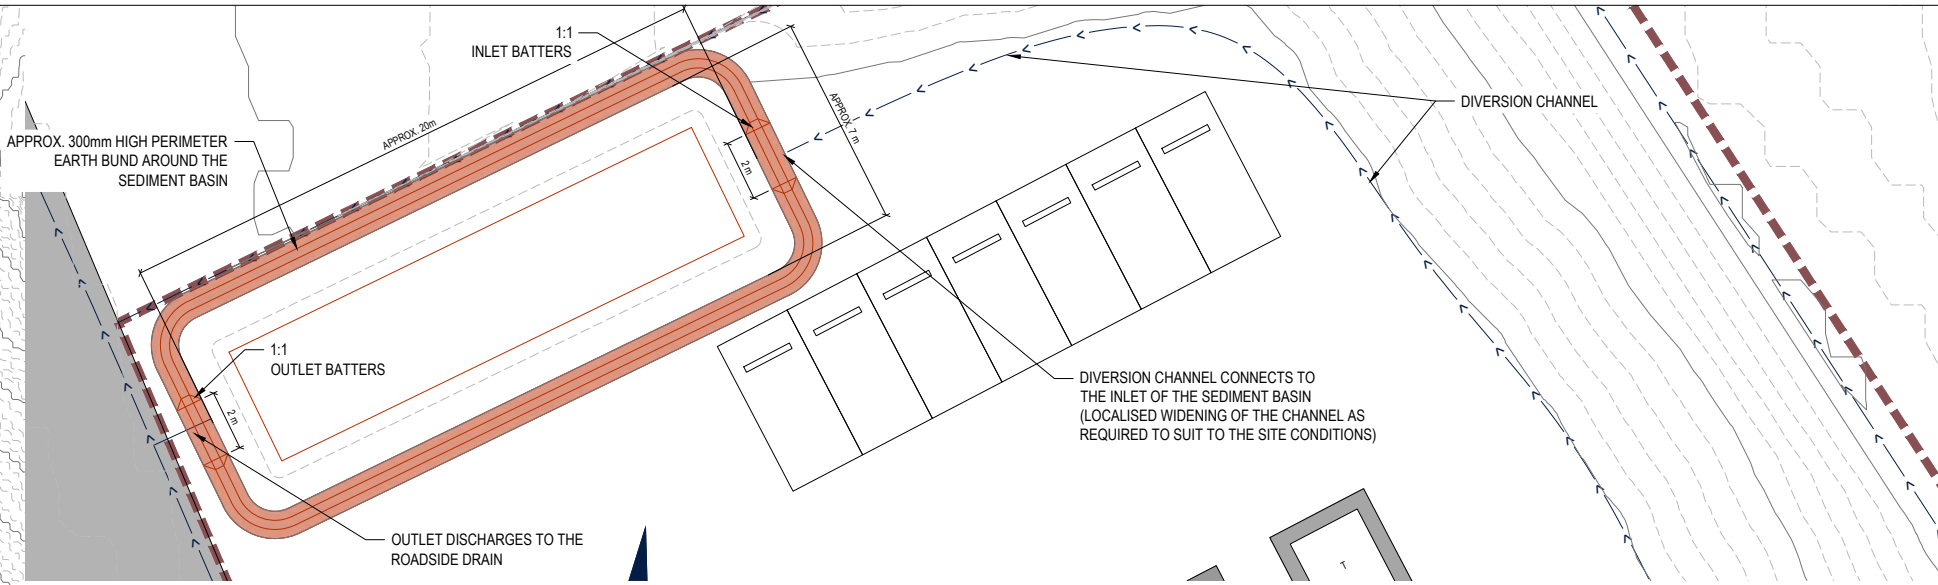 1:1
INLET BATTERS
DIVERSION CHANNEL
APPROX. 20m
APPROX. 7 m
APPROX. 300mm HIGH PERIMETER
EARTH BUND AROUND THE
SEDIMENT BASIN
2 m
1:1
OUTLET BATTERS
2 m
DIVERSION CHANNEL CONNECTS TO
THE INLET OF THE SEDIMENT BASIN
(LOCALISED WIDENING OF THE CHANNEL AS
REQUIRED TO SUIT TO THE SITE CONDITIONS)
OUTLET DISCHARGES TO THE
ROADSIDE DRAIN
T